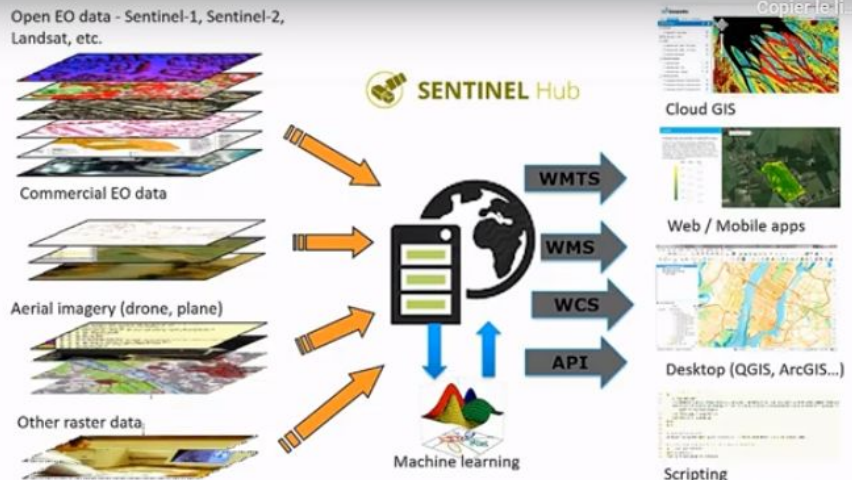 Open EO data - Sentinel-1, Sentinel-2,
Landsat, etc.
Commercial EO data
Aerial imagery (drone, plane)
Other raster data
SENTINEL Hub
WMTS
WMS
WCS
API
Machine learning
Copier le li
Cloud GIS
Web / Mobile apps
Desktop (QGIS, ArcGIS...)
Scripting